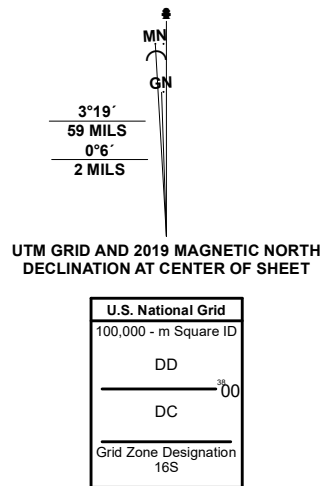 MN
GN
3°19´
59 MILS
0°6´
2 MILS
UTM GRID AND 2019 MAGNETIC NORTH
DECLINATION AT CENTER OF SHEET
U.S. National Grid
100,000 - m Square ID
DD
3800
DC
Grid Zone Designation
16S